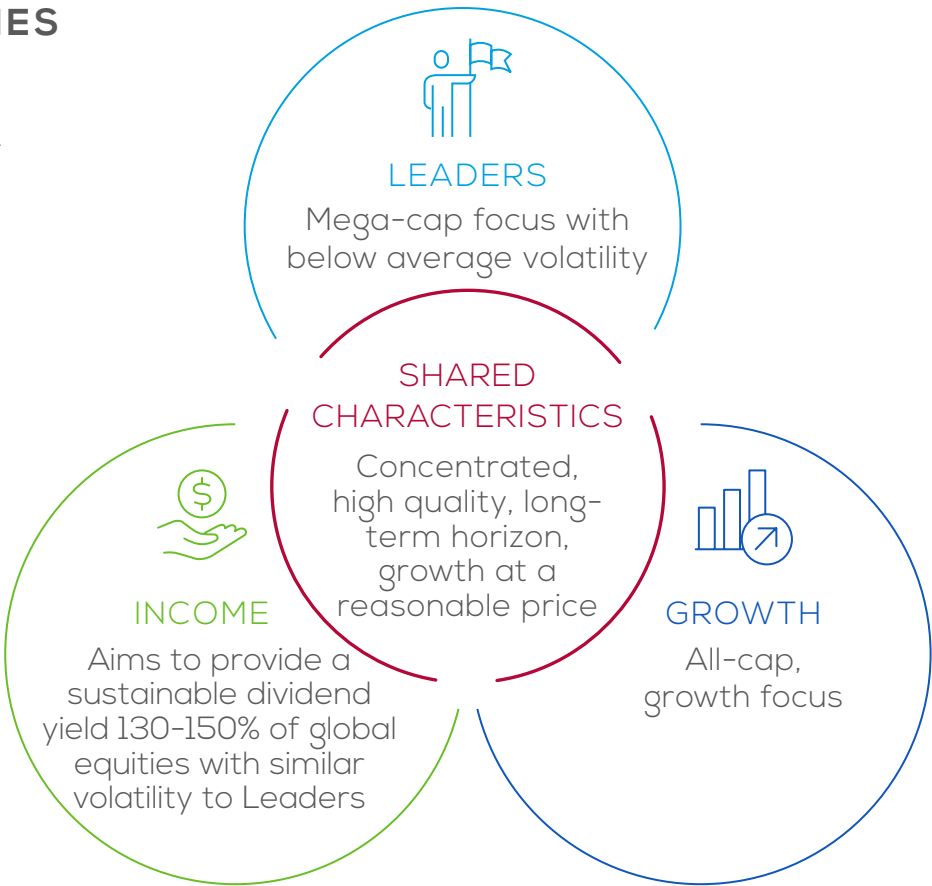 LEADERS
Mega-cap focus with
below average volatility
SHARED
CHARACTERISTICS
Concentrated,
high quality, long-
term horizon,
growth at a
reasonable price
$
INCOME
Aims to provide a
sustainable dividend
yield 130-150% of global
equities with similar
volatility to Leaders
GROWTH
All-cap,
growth focus